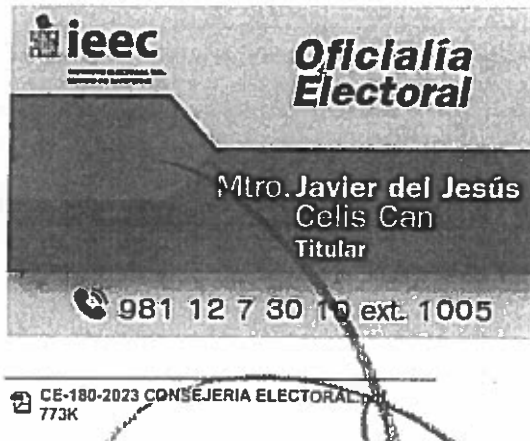 ieec
Oficialía
Electoral
Mtro. Javier del Jesús
Celis Can
Titular
981 12 7 30 10 ext. 1005
CE-180-2023 CONSEJERIA ELECTORAL.pdf
773K